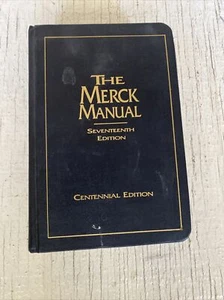 THE
MERCK
MANUAL
SEVENTEENTH
EDITION
CENTENNIAL EDITION